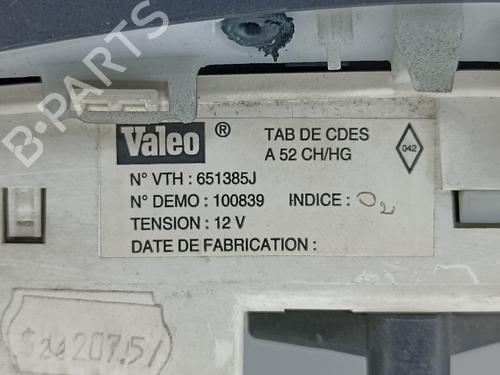 B-PARTS
Valeo ® TAB DE CDES
A 52 CH/HG
042
N° VTH : 651385J
N° DEMO : 100839 INDICE : 02
TENSION : 12 V
DATE DE FABRICATION :